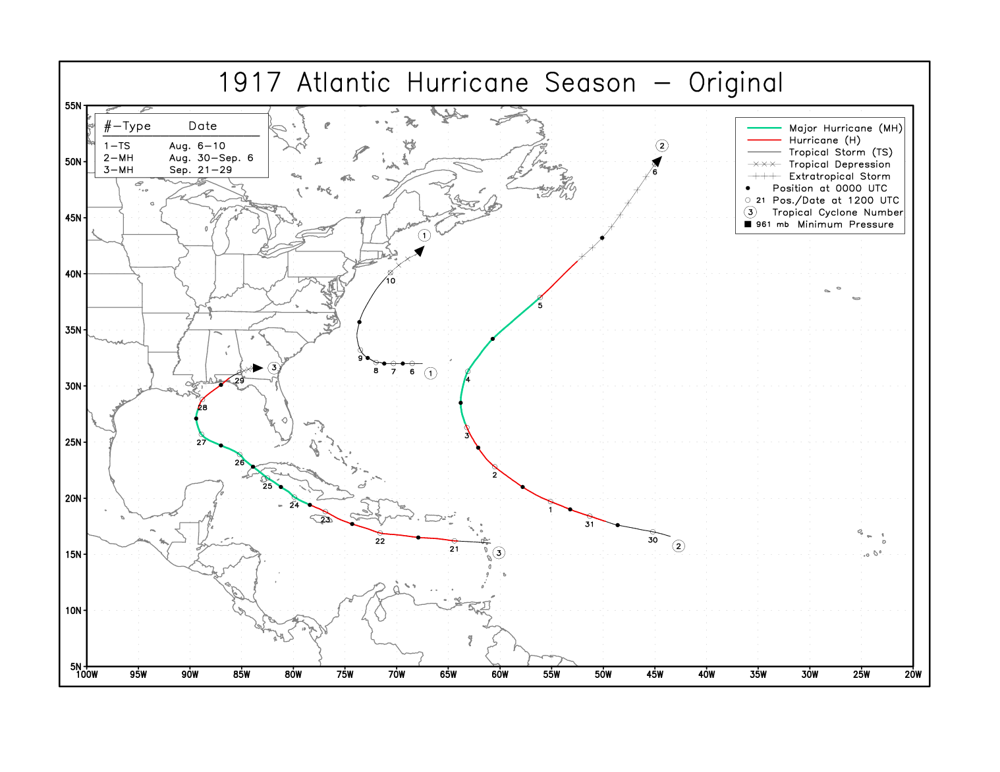 1917 Atlantic Hurricane Season − Original
#−Type Date
1−TS Aug. 6−10
2−MH Aug. 30−Sep. 6
3−MH Sep. 21−29
Major Hurricane (MH)
Hurricane (H)
Tropical Storm (TS)
Tropical Depression
Extratropical Storm
Position at 0000 UTC
21 Pos./Date at 1200 UTC
3 Tropical Cyclone Number
961 mb Minimum Pressure
55N
50N
45N
40N
35N
30N
25N
20N
15N
10N
5N
2
6
1
10
5
9
8
7
6
1
4
3
29
28
27
26
25
24
23
22
21
3
3
2
1
31
30
2
100W 95W 90W 85W 80W 75W 70W 65W 60W 55W 50W 45W 40W 35W 30W 25W 20W